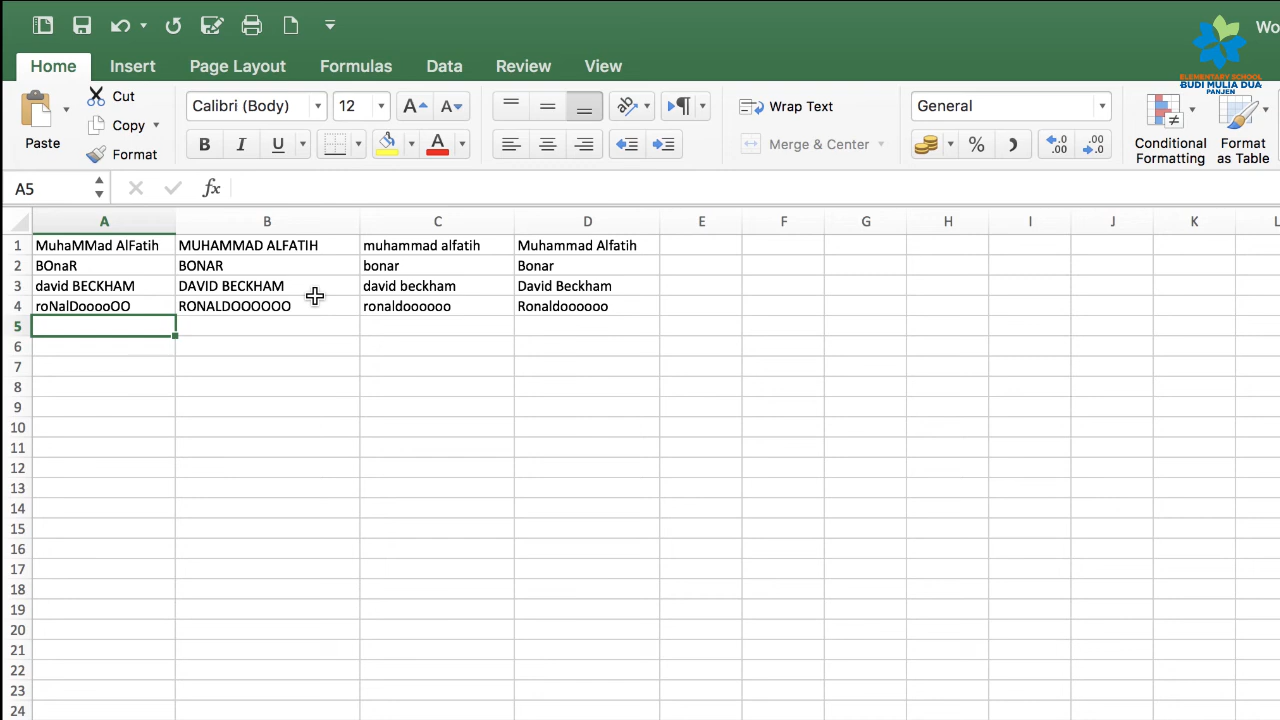 Wo
ELEMENTARY SCHOOL
BUDI MULIA DUA
PANJEN
Home Insert Page Layout Formulas Data Review View
Cut Calibri (Body) 12 A A Wrap Text General
Copy
Paste Format B I U A Merge & Center % Conditional Formatting Format as Table
A5 fx
A B C D E F G H I J K L
1 MuhaMMad AlFatih MUHAMMAD ALFATIH muhammad alfatih Muhammad Alfatih
2 BOnaR BONAR bonar Bonar
3 david BECKHAM DAVID BECKHAM david beckham David Beckham
4 roNalDooooOO RONALDOOOOOO ronaldoooooo Ronaldoooooo
5
6
7
8
9
10
11
12
13
14
15
16
17
18
19
20
21
22
23
24